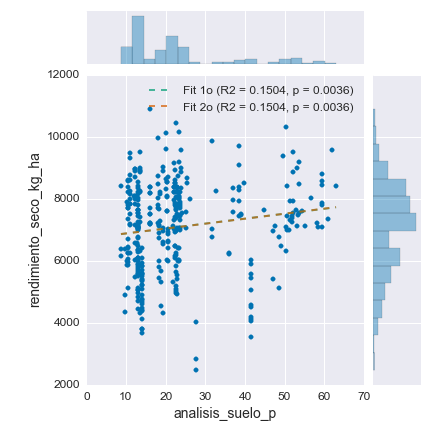 12000
Fit 1o (R2 = 0.1504, p = 0.0036)
Fit 2o (R2 = 0.1504, p = 0.0036)
10000
8000
6000
4000
2000
rendimiento_seco_kg_ha
0 10 20 30 40 50 60 70
analisis_suelo_p